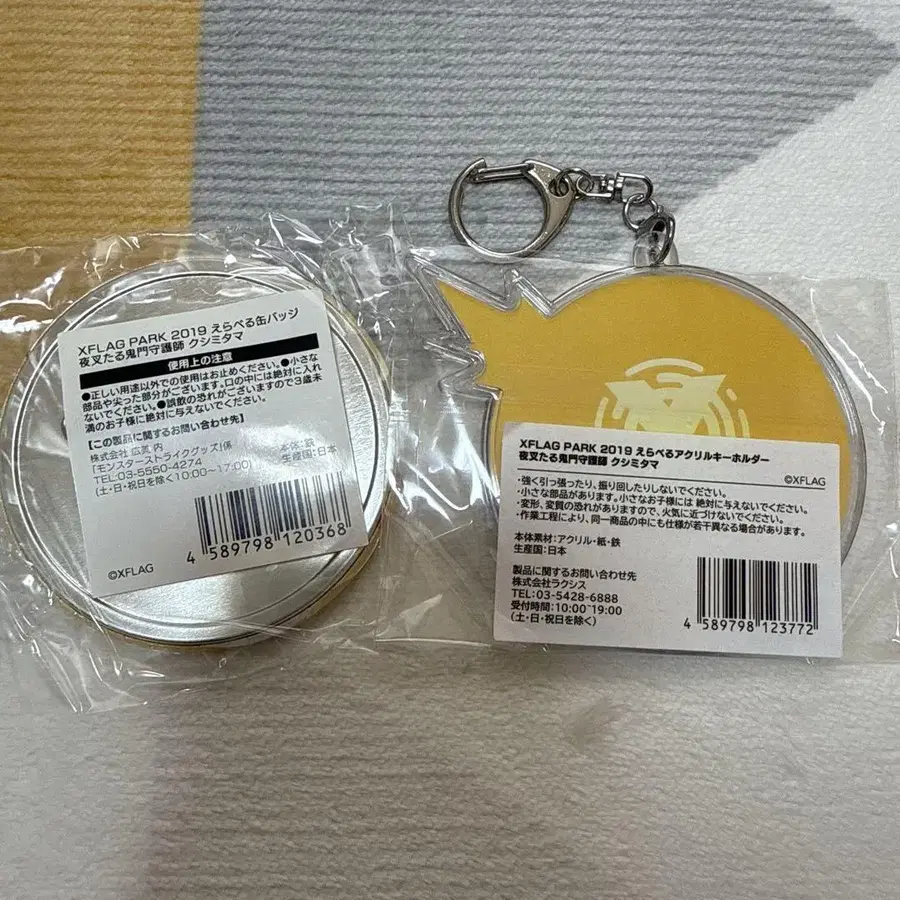 XFLAG PARK 2019 えらべる缶バッジ
夜叉たる鬼門守護師 クシミタマ
使用上の注意
●正しい用途以外での使用はお止めください。●小さな
部品や尖った部分がございます。口の中には絶対に入れ
ないでください。●誤飲の恐れがございますので3歳未
満のお子様に絶対に与えないでください。
【この製品に関するお問い合わせ先】
株式会社 広美 内
「モンスターストライクグッズ」係
TEL:03-5550-4274
(土・日・祝日を除く10:00~17:00)
本体:鉄
生産国:日本
4 589798 120368
©XFLAG
XFLAG PARK 2019 えらべるアクリルキーホルダー
夜叉たる鬼門守護師 クシミタマ
©XFLAG
・強く引っ張ったり、振り回したりしないでください。
・小さな部品があります。小さなお子様には 絶対に与えないでください。
・変形、変質の恐れがありますので、火気に近づけないでください。
・作業工程により、同一商品の中にも仕様が若干異なる場合があります。
本体素材:アクリル・紙・鉄
生産国:日本
製品に関するお問い合わせ先
株式会社ラクシス
TEL:03-5428-6888
受付時間:10:00~19:00
(土・日・祝日を除く)
4 589798 123772